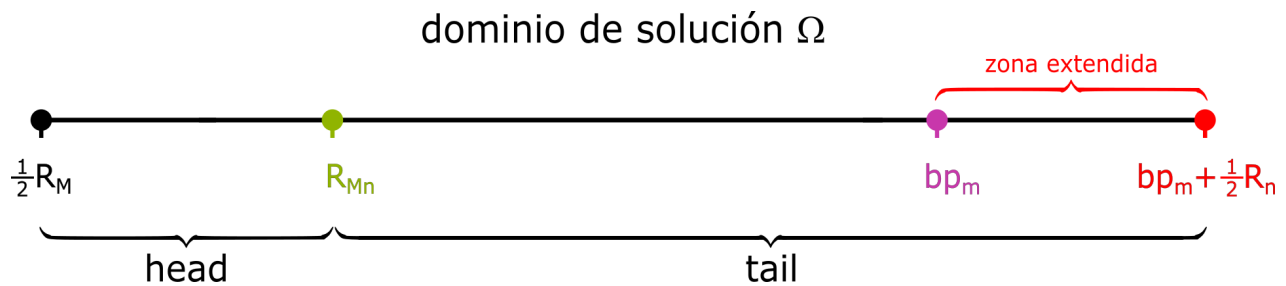 dominio de solución Ω
zona extendida
½R_M R_Mn bp_m bp_m+½R_n
head tail